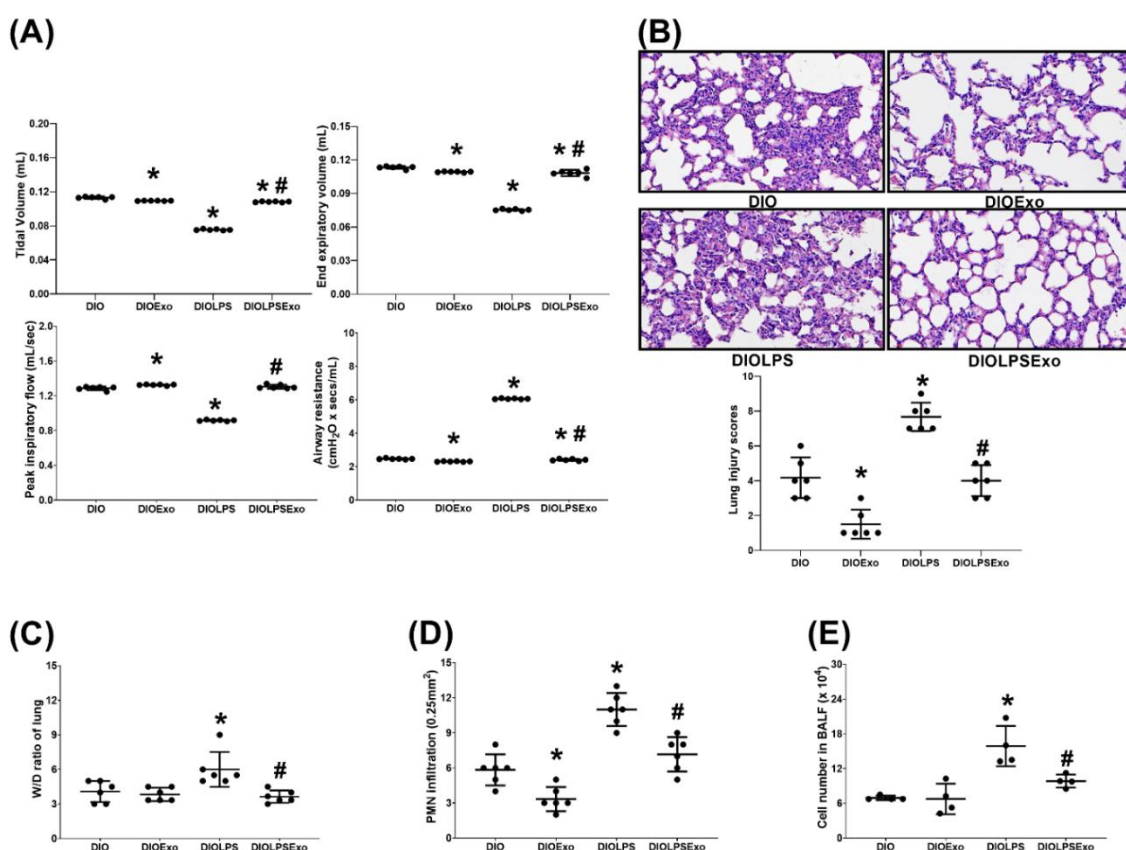 (A)
Tidal Volume (mL)
0.20
0.16
0.12
0.08
0.04
0.00
*
*
* #
DIO DIOExo DIOLPS DIOLPSExo
End expiratory volume (mL)
0.15
0.12
0.09
0.06
0.03
0.00
*
*
* #
DIO DIOExo DIOLPS DIOLPSExo
Peak inspiratory flow (mL/sec)
1.8
1.5
1.2
0.9
0.6
0.3
0.0
*
*
#
DIO DIOExo DIOLPS DIOLPSExo
Airway resistance
(cmH₂O x secs/mL)
10
8
6
4
2
0
*
*
* #
DIO DIOExo DIOLPS DIOLPSExo
(B)
DIO
DIOExo
DIOLPS
DIOLPSExo
Lung injury scores
10
8
6
4
2
0
*
*
#
DIO DIOExo DIOLPS DIOLPSExo
(C)
W/D ratio of lung
15
12
9
6
3
0
*
#
DIO DIOExo DIOLPS DIOLPSExo
(D)
PMN infiltration (0.25mm²)
15
12
9
6
3
0
*
*
#
DIO DIOExo DIOLPS DIOLPSExo
(E)
Cell number in BALF (x 10⁴)
30
24
18
12
6
0
*
#
DIO DIOExo DIOLPS DIOLPSExo